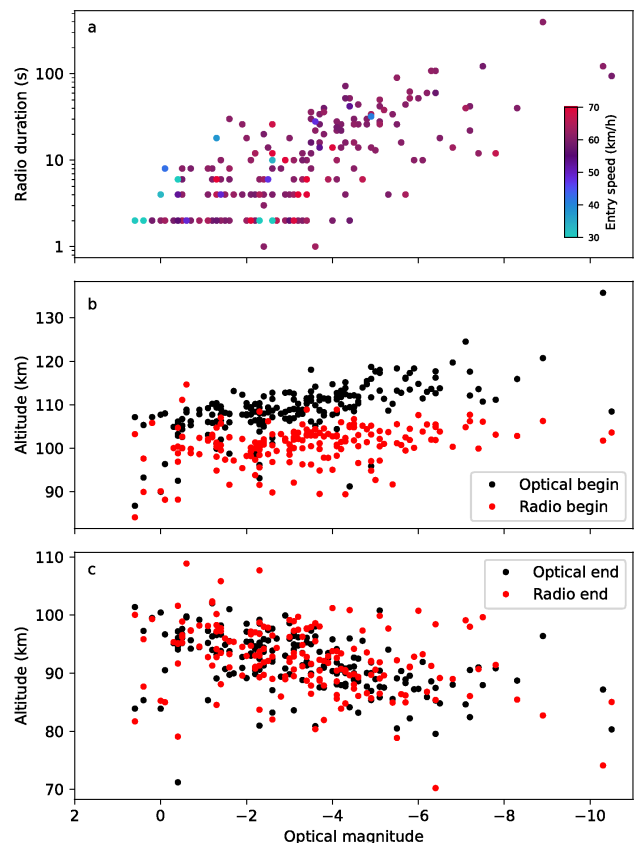 a
100
10
1
Radio duration (s)
70
60
50
40
30
Entry speed (km/h)
b
130
120
110
100
90
Altitude (km)
Optical begin
Radio begin
c
110
100
90
80
70
Altitude (km)
Optical end
Radio end
2 0 −2 −4 −6 −8 −10
Optical magnitude